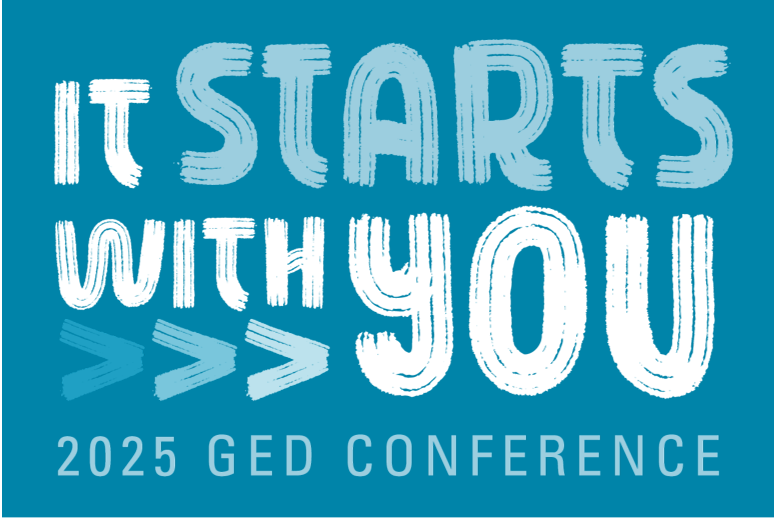 IT STARTS
WITH YOU
>>>
2025 GED CONFERENCE